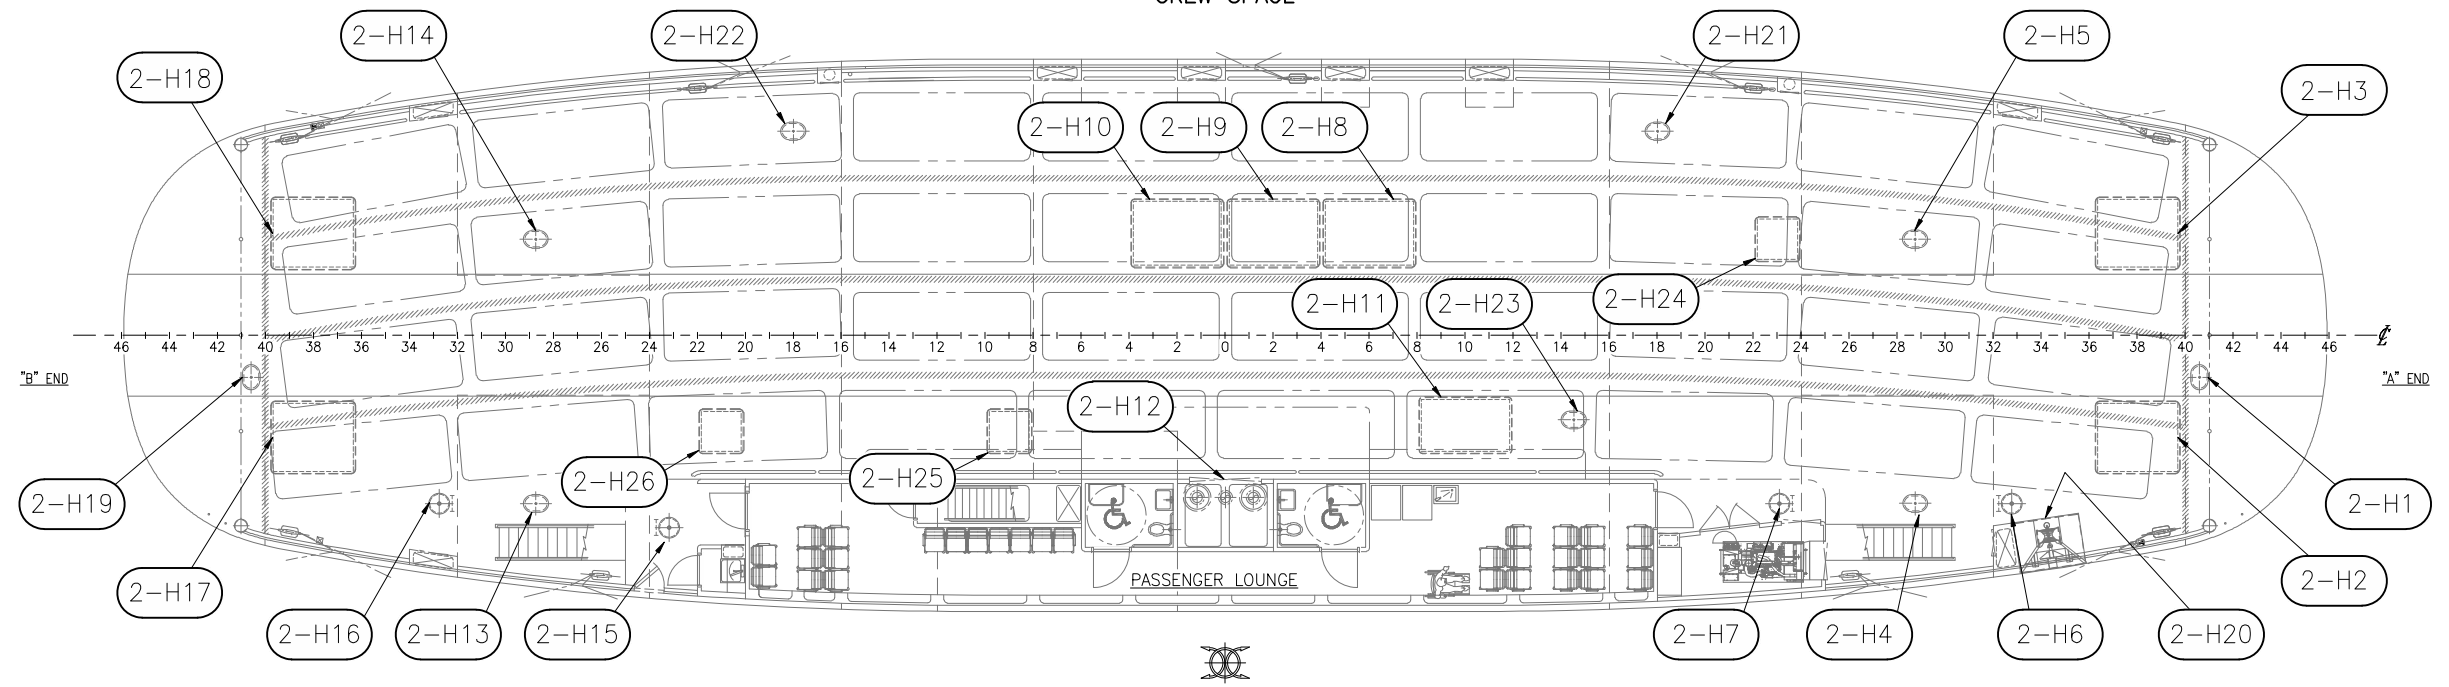 CREW SPACE
2-H14
2-H22
2-H21
2-H5
2-H18
2-H3
2-H10
2-H9
2-H8
2-H11
2-H23
2-H24
46 44 42 40 38 36 34 32 30 28 26 24 22 20 18 16 14 12 10 8 6 4 2 0 2 4 6 8 10 12 14 16 18 20 22 24 26 28 30 32 34 36 38 40 42 44 46
"B" END
"A" END
2-H12
2-H26
2-H25
2-H19
2-H1
PASSENGER LOUNGE
2-H17
2-H2
2-H16
2-H13
2-H15
2-H7
2-H4
2-H6
2-H20